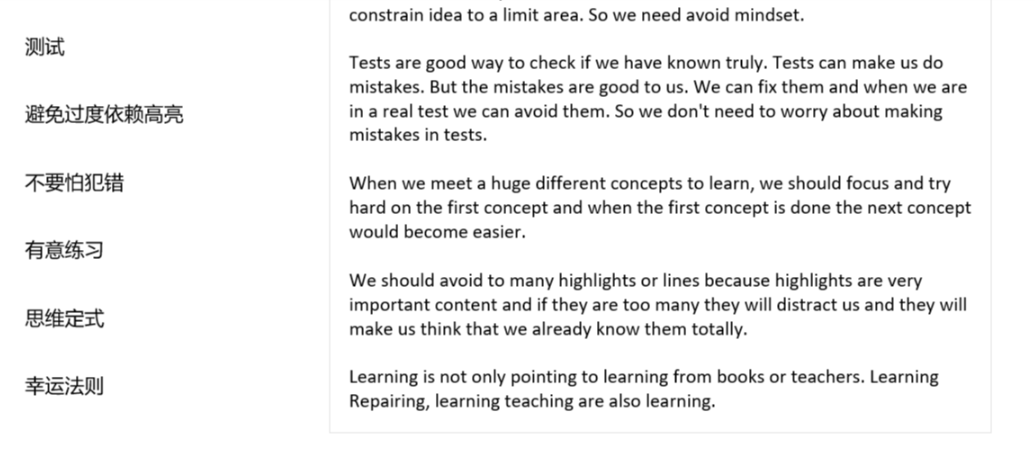 测试
避免过度依赖高亮
不要怕犯错
有意练习
思维定式
幸运法则
constrain idea to a limit area. So we need avoid mindset.
Tests are good way to check if we have known truly. Tests can make us do
mistakes. But the mistakes are good to us. We can fix them and when we are
in a real test we can avoid them. So we don't need to worry about making
mistakes in tests.
When we meet a huge different concepts to learn, we should focus and try
hard on the first concept and when the first concept is done the next concept
would become easier.
We should avoid to many highlights or lines because highlights are very
important content and if they are too many they will distract us and they will
make us think that we already know them totally.
Learning is not only pointing to learning from books or teachers. Learning
Repairing, learning teaching are also learning.